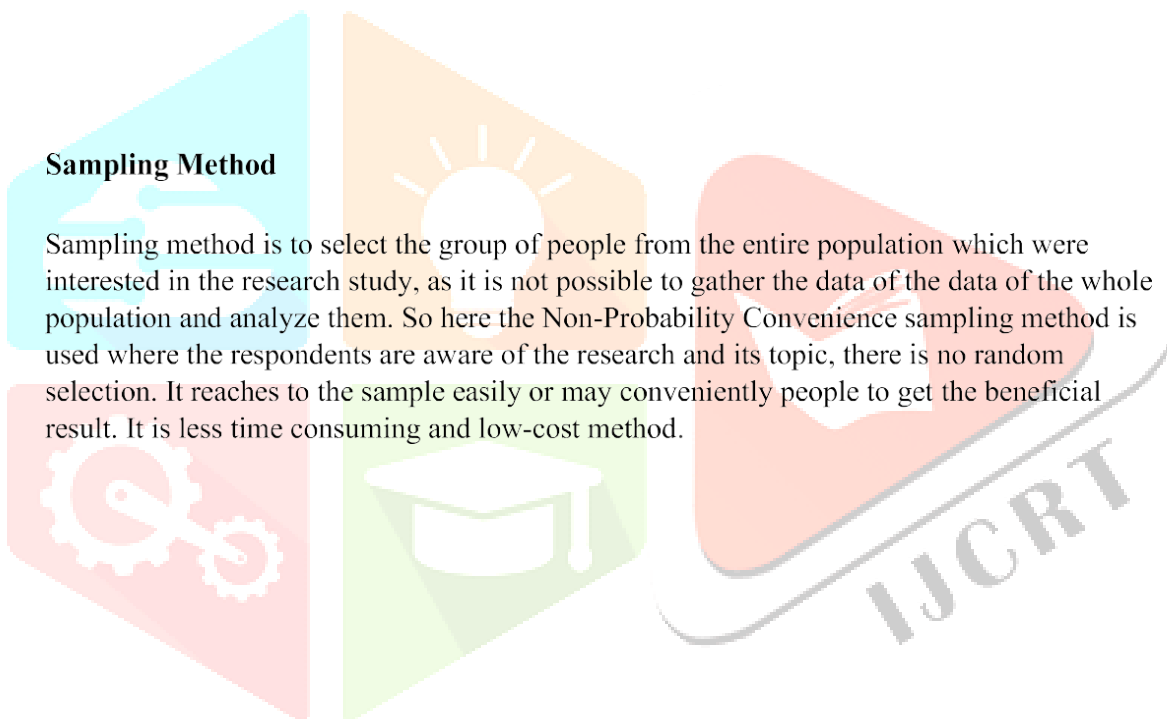 Sampling Method
Sampling method is to select the group of people from the entire population which were
interested in the research study, as it is not possible to gather the data of the data of the whole
population and analyze them. So here the Non-Probability Convenience sampling method is
used where the respondents are aware of the research and its topic, there is no random
selection. It reaches to the sample easily or may conveniently people to get the beneficial
result. It is less time consuming and low-cost method.
IJCRT